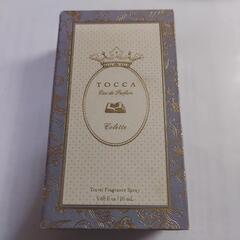 TOCCA
Eau de Parfum
Colette
Travel Fragrance Spray
0.68 fl oz / 20 mL